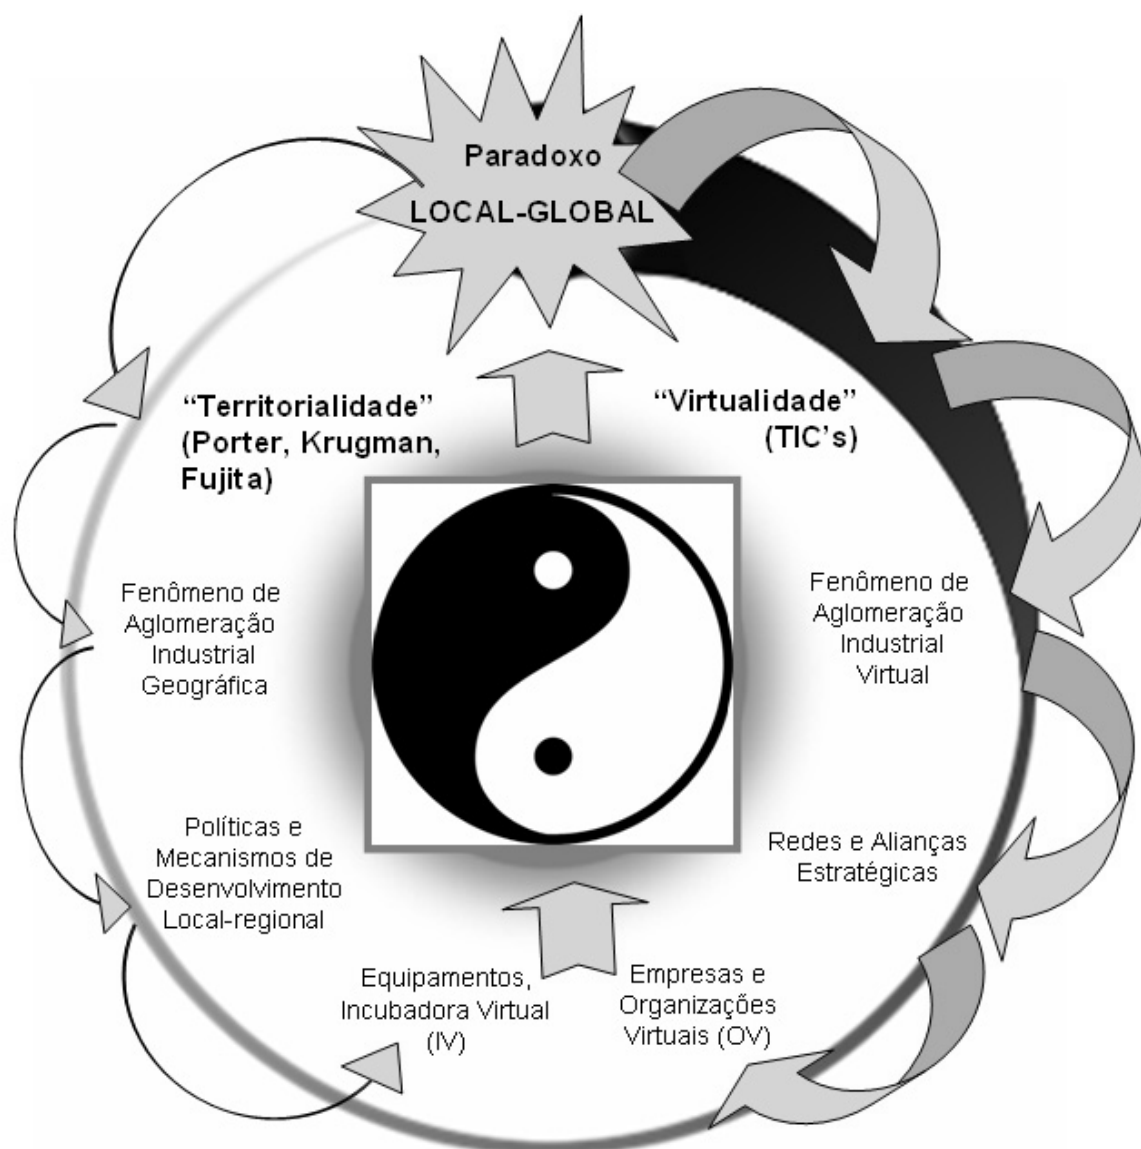 Paradoxo
LOCAL-GLOBAL
“Territorialidade”
(Porter, Krugman,
Fujita)
“Virtualidade”
(TIC’s)
Fenômeno de
Aglomeração
Industrial
Geográfica
Fenômeno de
Aglomeração
Industrial
Virtual
Políticas e
Mecanismos de
Desenvolvimento
Local-regional
Redes e Alianças
Estratégicas
Equipamentos,
Incubadora Virtual
(IV)
Empresas e
Organizações
Virtuais (OV)